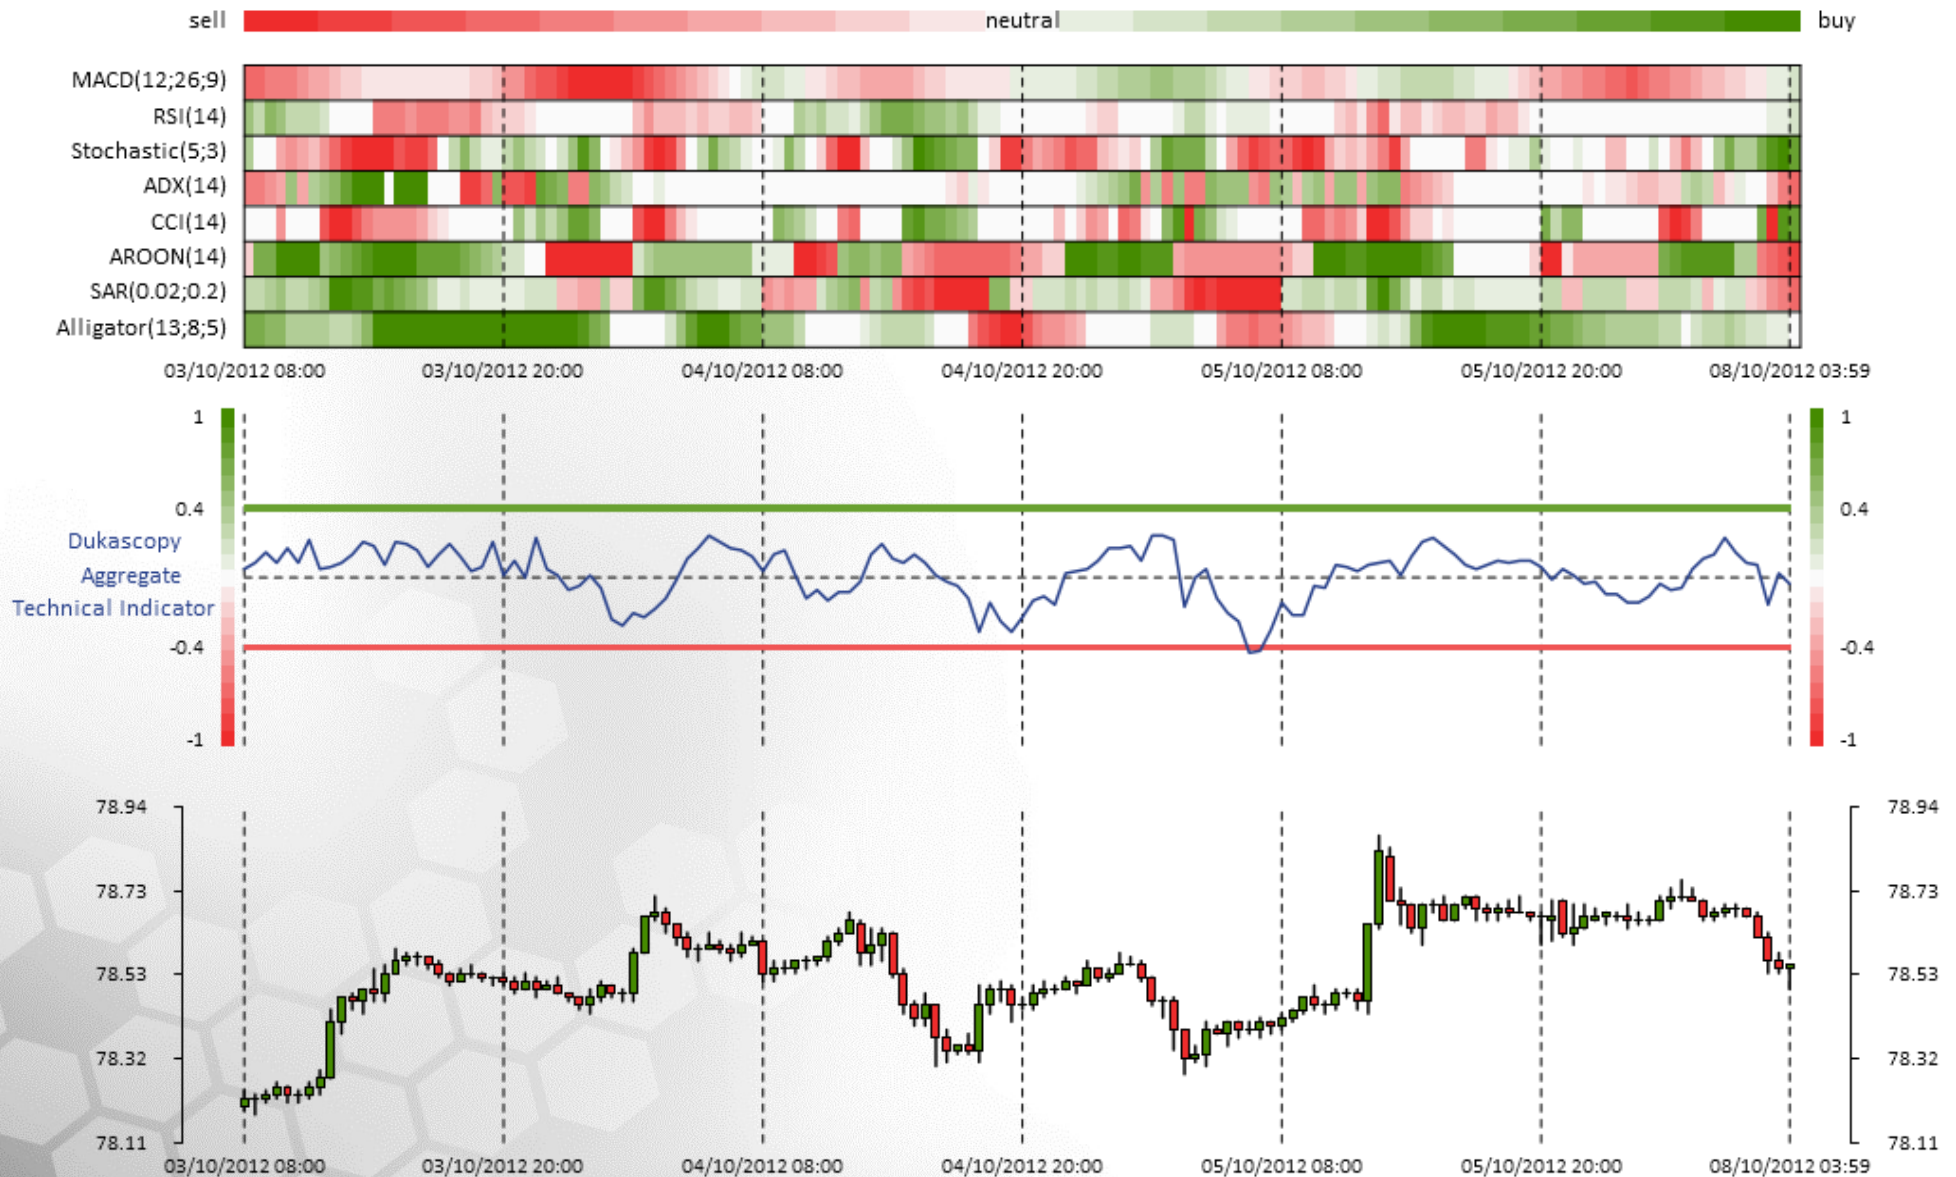 sell neutral buy
MACD(12;26;9)
RSI(14)
Stochastic(5;3)
ADX(14)
CCI(14)
AROON(14)
SAR(0.02;0.2)
Alligator(13;8;5)
03/10/2012 08:00 03/10/2012 20:00 04/10/2012 08:00 04/10/2012 20:00 05/10/2012 08:00 05/10/2012 20:00 08/10/2012 03:59
1 1
0.4 0.4
Dukascopy
Aggregate
Technical Indicator
-0.4 -0.4
-1 -1
78.94 78.94
78.73 78.73
78.53 78.53
78.32 78.32
78.11 78.11
03/10/2012 08:00 03/10/2012 20:00 04/10/2012 08:00 04/10/2012 20:00 05/10/2012 08:00 05/10/2012 20:00 08/10/2012 03:59